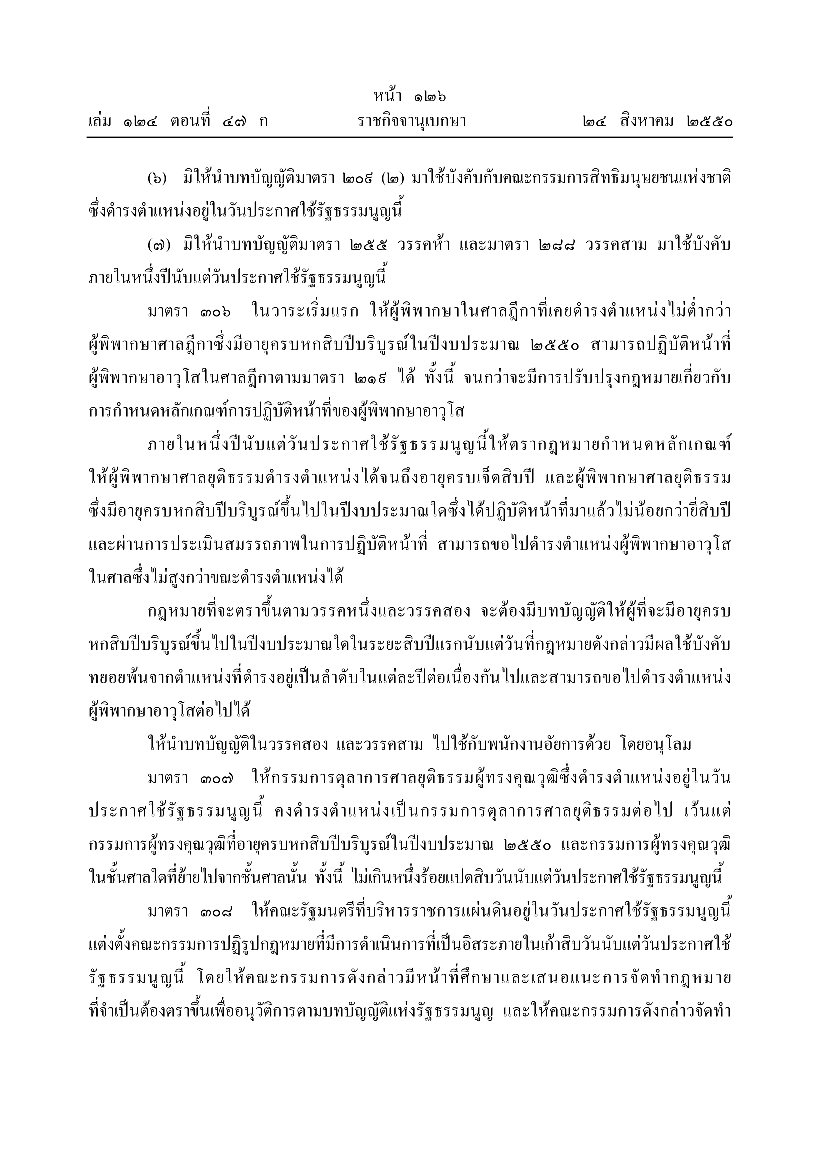 หน้า ๑๒๖
เล่ม ๑๒๔ ตอนที่ ๔๗ ก ราชกิจจานุเบกษา ๒๔ สิงหาคม ๒๕๕๐
(๖) มิให้นำบทบัญญัติมาตรา ๒๐๙ (๒) มาใช้บังคับกับคณะกรรมการสิทธิมนุษยชนแห่งชาติ
ซึ่งดำรงตำแหน่งอยู่ในวันประกาศใช้รัฐธรรมนูญนี้
(๗) มิให้นำบทบัญญัติมาตรา ๒๕๕ วรรคห้า และมาตรา ๒๘๘ วรรคสาม มาใช้บังคับ
ภายในหนึ่งปีนับแต่วันประกาศใช้รัฐธรรมนูญนี้
มาตรา ๓๐๖ ในวาระเริ่มแรก ให้ผู้พิพากษาในศาลฎีกาที่เคยดำรงตำแหน่งไม่ต่ำกว่า
ผู้พิพากษาศาลฎีกาซึ่งมีอายุครบหกสิบปีบริบูรณ์ในปีงบประมาณ ๒๕๕๐ สามารถปฏิบัติหน้าที่
ผู้พิพากษาอาวุโสในศาลฎีกาตามมาตรา ๒๑๙ ได้ ทั้งนี้ จนกว่าจะมีการปรับปรุงกฎหมายเกี่ยวกับ
การกำหนดหลักเกณฑ์การปฏิบัติหน้าที่ของผู้พิพากษาอาวุโส
ภายในหนึ่งปีนับแต่วันประกาศใช้รัฐธรรมนูญนี้ให้ตรากฎหมายกำหนดหลักเกณฑ์
ให้ผู้พิพากษาศาลยุติธรรมดำรงตำแหน่งได้จนถึงอายุครบเจ็ดสิบปี และผู้พิพากษาศาลยุติธรรม
ซึ่งมีอายุครบหกสิบปีบริบูรณ์ขึ้นไปในปีงบประมาณใดซึ่งได้ปฏิบัติหน้าที่มาแล้วไม่น้อยกว่ายี่สิบปี
และผ่านการประเมินสมรรถภาพในการปฏิบัติหน้าที่ สามารถขอไปดำรงตำแหน่งผู้พิพากษาอาวุโส
ในศาลซึ่งไม่สูงกว่าขณะดำรงตำแหน่งได้
กฎหมายที่จะตราขึ้นตามวรรคหนึ่งและวรรคสอง จะต้องมีบทบัญญัติให้ผู้ที่จะมีอายุครบ
หกสิบปีบริบูรณ์ขึ้นไปในปีงบประมาณใดในระยะสิบปีแรกนับแต่วันที่กฎหมายดังกล่าวมีผลใช้บังคับ
ทยอยพ้นจากตำแหน่งที่ดำรงอยู่เป็นลำดับในแต่ละปีต่อเนื่องกันไปและสามารถขอไปดำรงตำแหน่ง
ผู้พิพากษาอาวุโสต่อไปได้
ให้นำบทบัญญัติในวรรคสอง และวรรคสาม ไปใช้กับพนักงานอัยการด้วย โดยอนุโลม
มาตรา ๓๐๗ ให้กรรมการตุลาการศาลยุติธรรมผู้ทรงคุณวุฒิซึ่งดำรงตำแหน่งอยู่ในวัน
ประกาศใช้รัฐธรรมนูญนี้ คงดำรงตำแหน่งเป็นกรรมการตุลาการศาลยุติธรรมต่อไป เว้นแต่
กรรมการผู้ทรงคุณวุฒิที่อายุครบหกสิบปีบริบูรณ์ในปีงบประมาณ ๒๕๕๐ และกรรมการผู้ทรงคุณวุฒิ
ในชั้นศาลใดที่ย้ายไปจากชั้นศาลนั้น ทั้งนี้ ไม่เกินหนึ่งร้อยแปดสิบวันนับแต่วันประกาศใช้รัฐธรรมนูญนี้
มาตรา ๓๐๘ ให้คณะรัฐมนตรีที่บริหารราชการแผ่นดินอยู่ในวันประกาศใช้รัฐธรรมนูญนี้
แต่งตั้งคณะกรรมการปฏิรูปกฎหมายที่มีการดำเนินการที่เป็นอิสระภายในเก้าสิบวันนับแต่วันประกาศใช้
รัฐธรรมนูญนี้ โดยให้คณะกรรมการดังกล่าวมีหน้าที่ศึกษาและเสนอแนะการจัดทำกฎหมาย
ที่จำเป็นต้องตราขึ้นเพื่ออนุวัติการตามบทบัญญัติแห่งรัฐธรรมนูญ และให้คณะกรรมการดังกล่าวจัดทำ